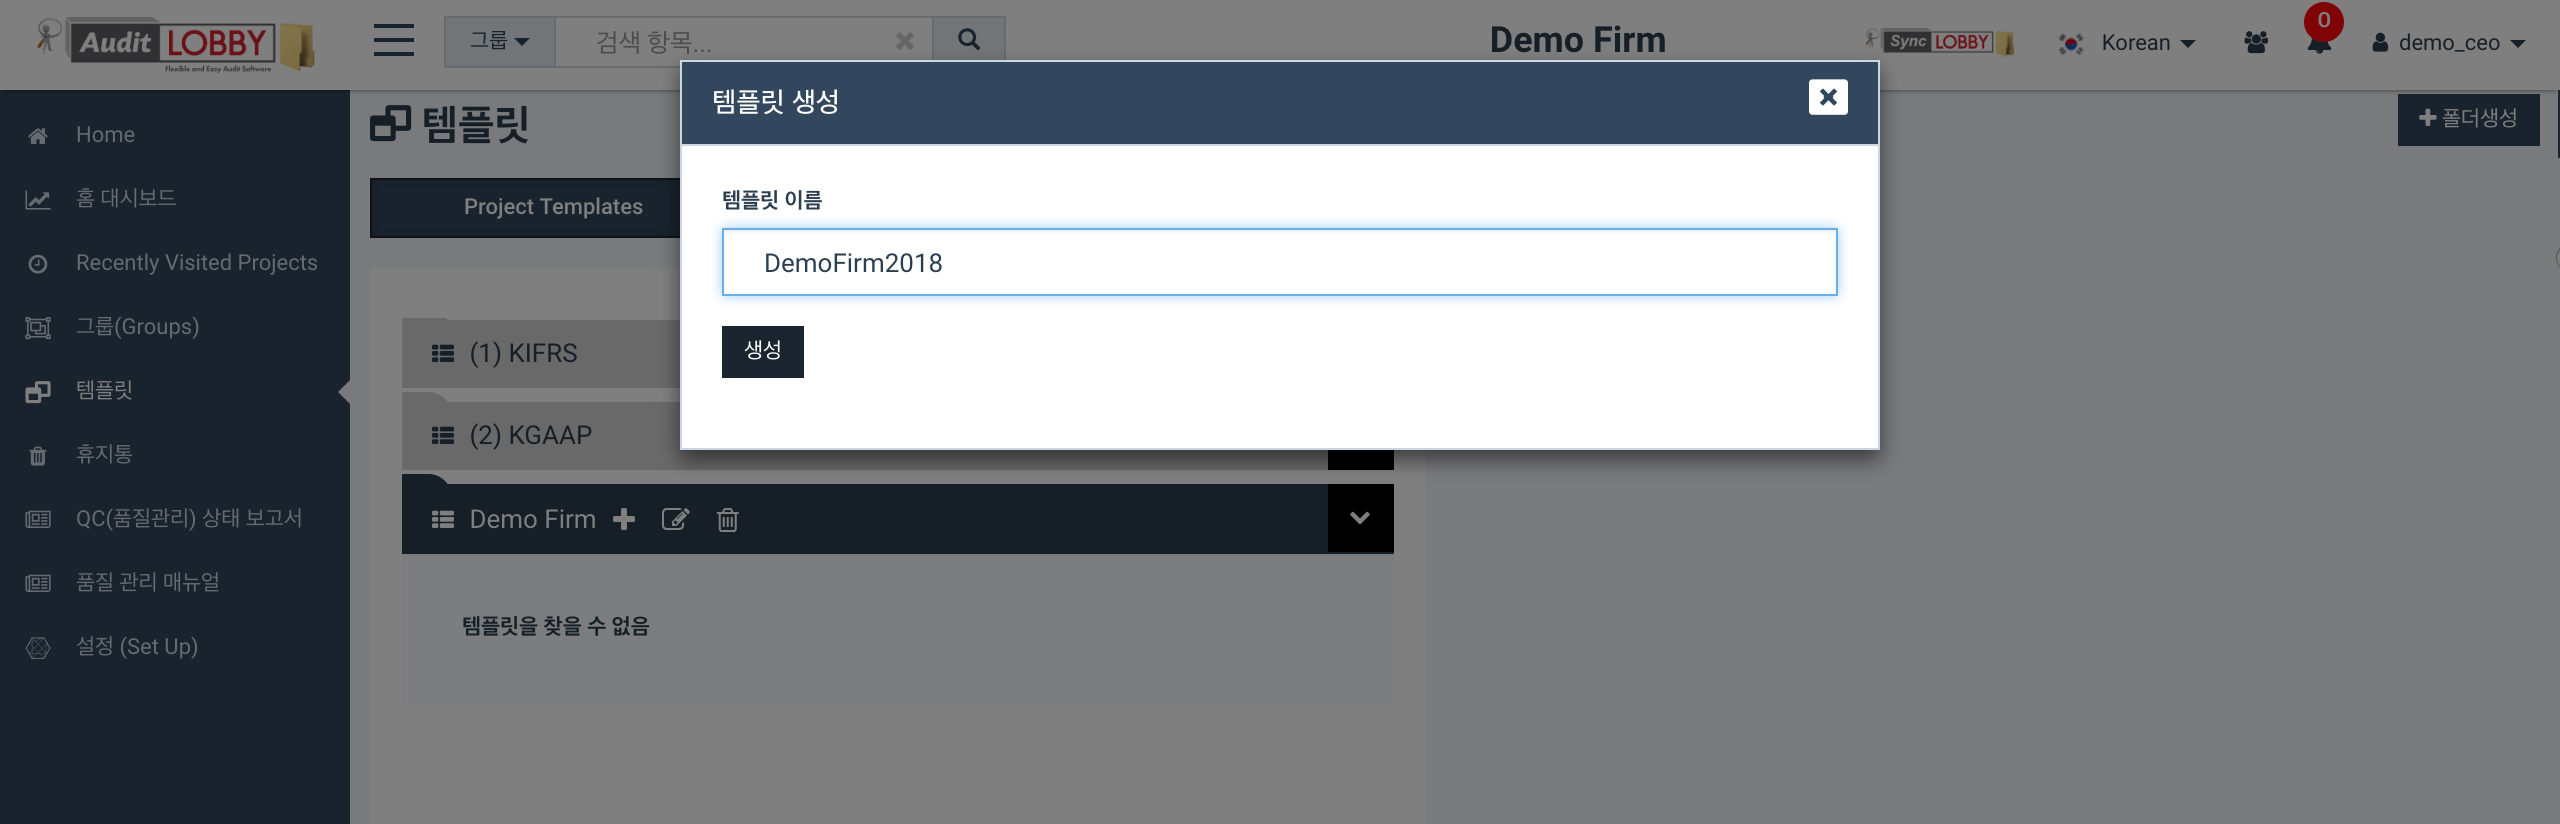 Audit LOBBY
Flexible and Easy Audit Software
그룹
검색 항목...
Demo Firm
Sync LOBBY
Korean
0
demo_ceo
템플릿 생성
템플릿 이름
DemoFirm2018
생성
Home
홈 대시보드
Recently Visited Projects
그룹(Groups)
템플릿
휴지통
QC(품질관리) 상태 보고서
품질 관리 매뉴얼
설정 (Set Up)
템플릿
폴더생성
Project Templates
(1) KIFRS
(2) KGAAP
Demo Firm
템플릿을 찾을 수 없음